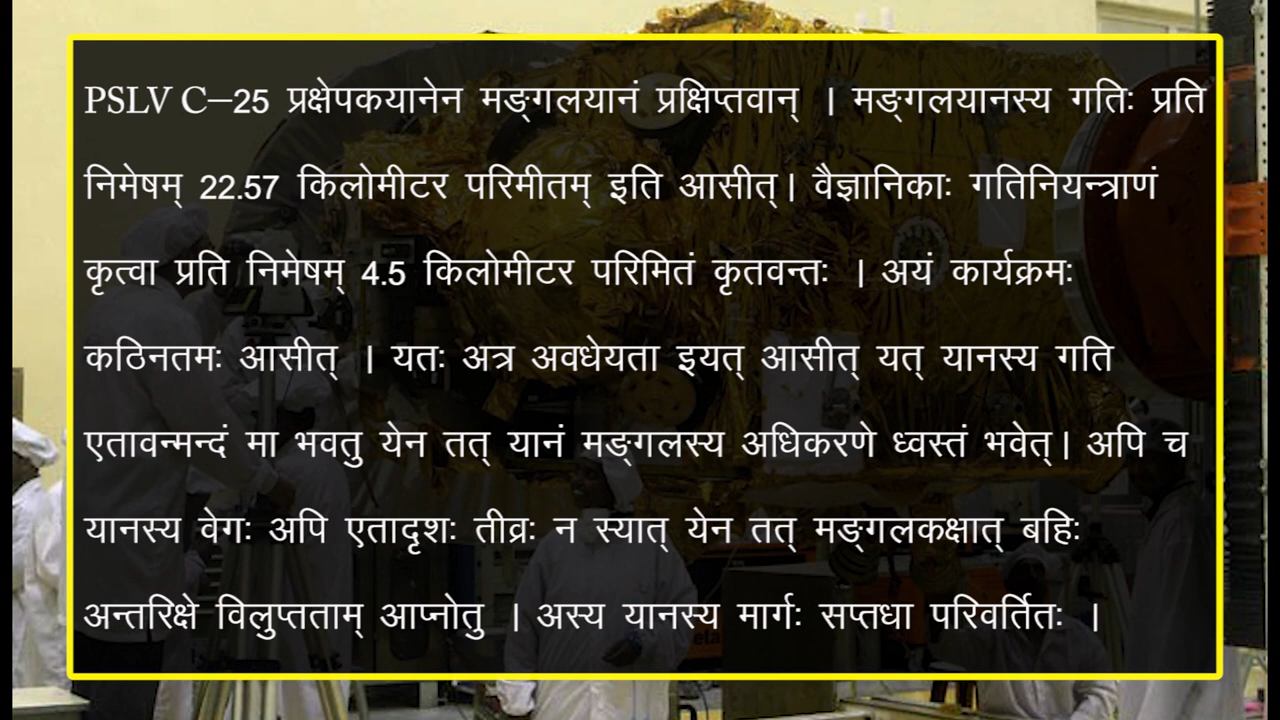 PSLV C–25 प्रक्षेपकयानेन मङ्गलयानं प्रक्षिप्तवान् । मङ्गलयानस्य गतिः प्रति
निमेषम् 22.57 किलोमीटर परिमीतम् इति आसीत्। वैज्ञानिकाः गतिनियन्त्राणं
कृत्वा प्रति निमेषम् 4.5 किलोमीटर परिमितं कृतवन्तः । अयं कार्यक्रमः
कठिनतमः आसीत् । यतः अत्र अवधेयता इयत् आसीत् यत् यानस्य गति
एतावन्मन्दं मा भवतु येन तत् यानं मङ्गलस्य अधिकरणे ध्वस्तं भवेत्। अपि च
यानस्य वेगः अपि एतादृशः तीव्रः न स्यात् येन तत् मङ्गलकक्षात् बहिः
अन्तरिक्षे विलुप्तताम् आप्नोतु । अस्य यानस्य मार्गः सप्तधा परिवर्तितः ।